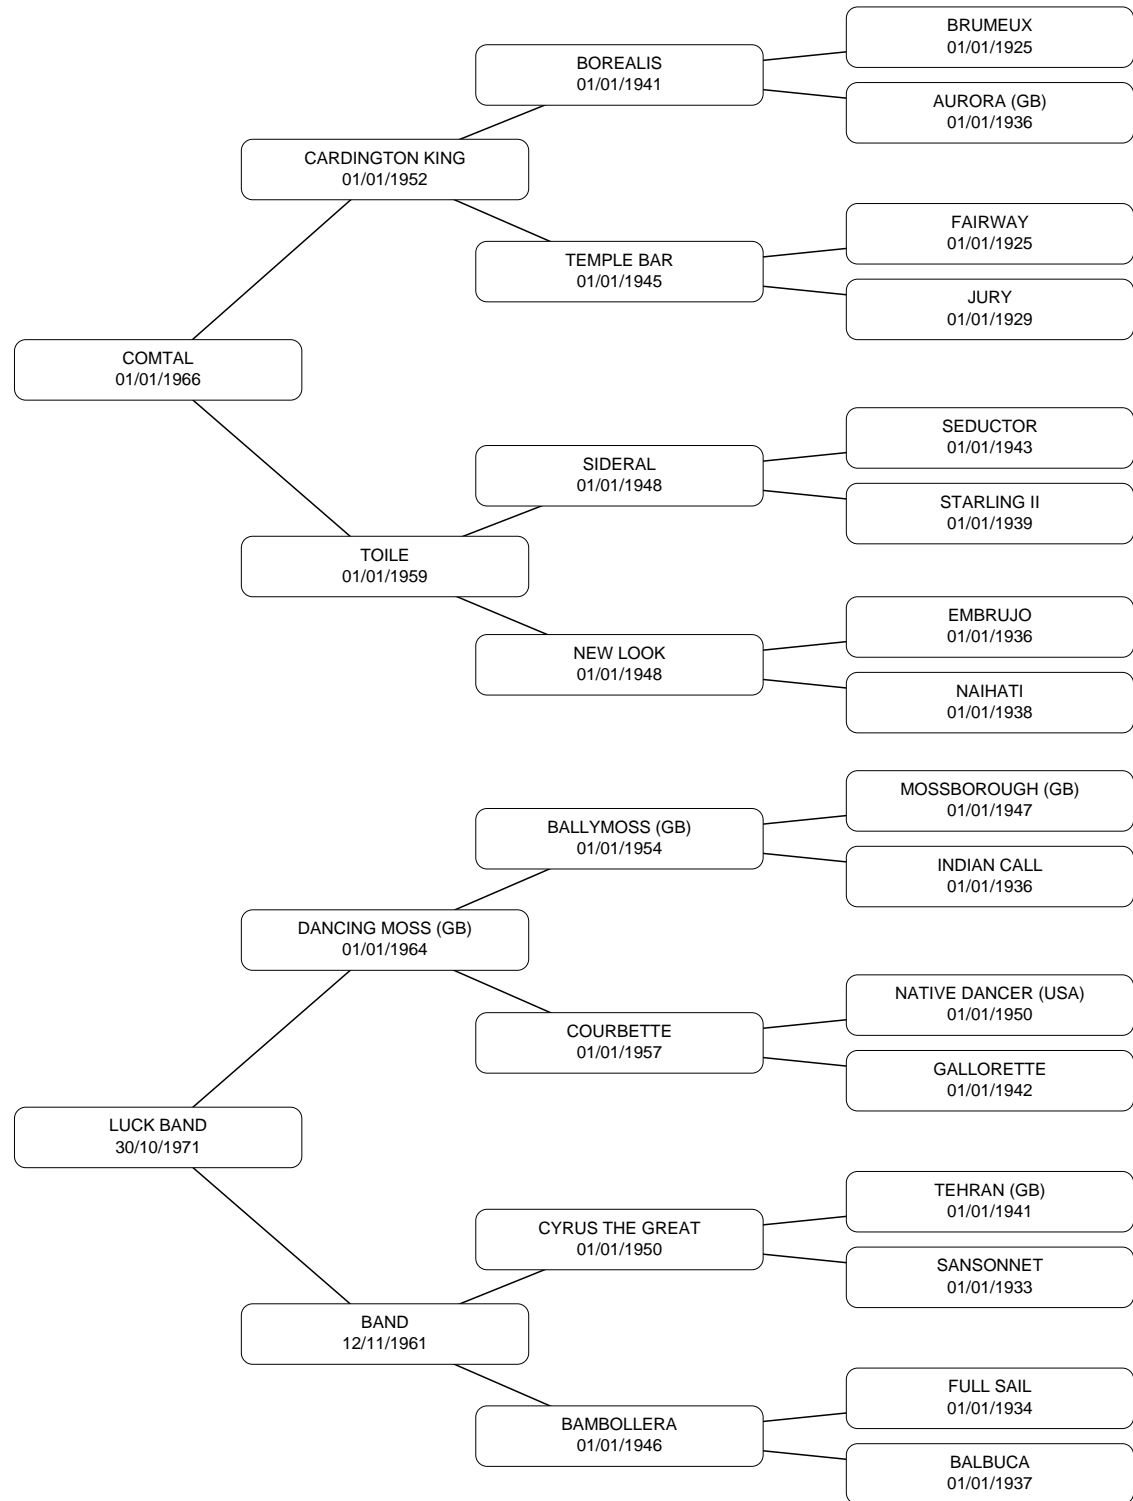 BRUMEUX
01/01/1925
BOREALIS
01/01/1941
AURORA (GB)
01/01/1936
CARDINGTON KING
01/01/1952
FAIRWAY
01/01/1925
TEMPLE BAR
01/01/1945
JURY
01/01/1929
COMTAL
01/01/1966
SEDUCTOR
01/01/1943
SIDERAL
01/01/1948
STARLING II
01/01/1939
TOILE
01/01/1959
EMBRUJO
01/01/1936
NEW LOOK
01/01/1948
NAIHATI
01/01/1938
MOSSBOROUGH (GB)
01/01/1947
BALLYMOSS (GB)
01/01/1954
INDIAN CALL
01/01/1936
DANCING MOSS (GB)
01/01/1964
NATIVE DANCER (USA)
01/01/1950
COURBETTE
01/01/1957
GALLORETTE
01/01/1942
LUCK BAND
30/10/1971
TEHRAN (GB)
01/01/1941
CYRUS THE GREAT
01/01/1950
SANSONNET
01/01/1933
BAND
12/11/1961
FULL SAIL
01/01/1934
BAMBOLLERA
01/01/1946
BALBUCA
01/01/1937